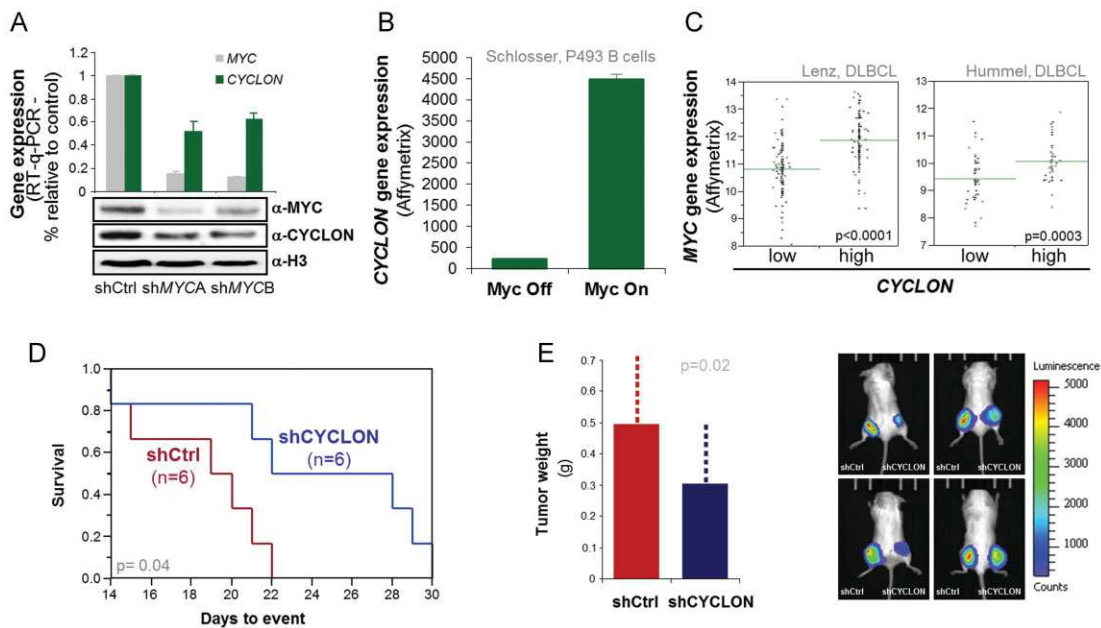 A
Gene expression
(RT-q-PCR -
% relative to control)
1.2
1
0.8
0.6
0.4
0.2
0
MYC
CYCLON
α-MYC
α-CYCLON
α-H3
shCtrl shMYCA shMYCB
B
CYCLON gene expression
(Affymetrix)
Schlosser, P493 B cells
5000
4500
4000
3500
3000
2500
2000
1500
1000
500
0
Myc Off Myc On
C
MYC gene expression
(Affymetrix)
Lenz, DLBCL
14
13
12
11
10
9
8
p<0.0001
low high
Hummel, DLBCL
13
12
11
10
9
8
7
p=0.0003
low high
CYCLON
D
Survival
1.0
0.8
0.6
0.4
0.2
0.0
shCtrl
(n=6)
shCYCLON
(n=6)
p= 0.04
14 16 18 20 22 24 26 28 30
Days to event
E
Tumor weight
(g)
0.7
0.6
0.5
0.4
0.3
0.2
0.1
0
p=0.02
shCtrl shCYCLON
shCtrl shCYCLON
shCtrl shCYCLON
shCtrl shCYCLON
shCtrl shCYCLON
Luminescence
5000
4000
3000
2000
1000
Counts